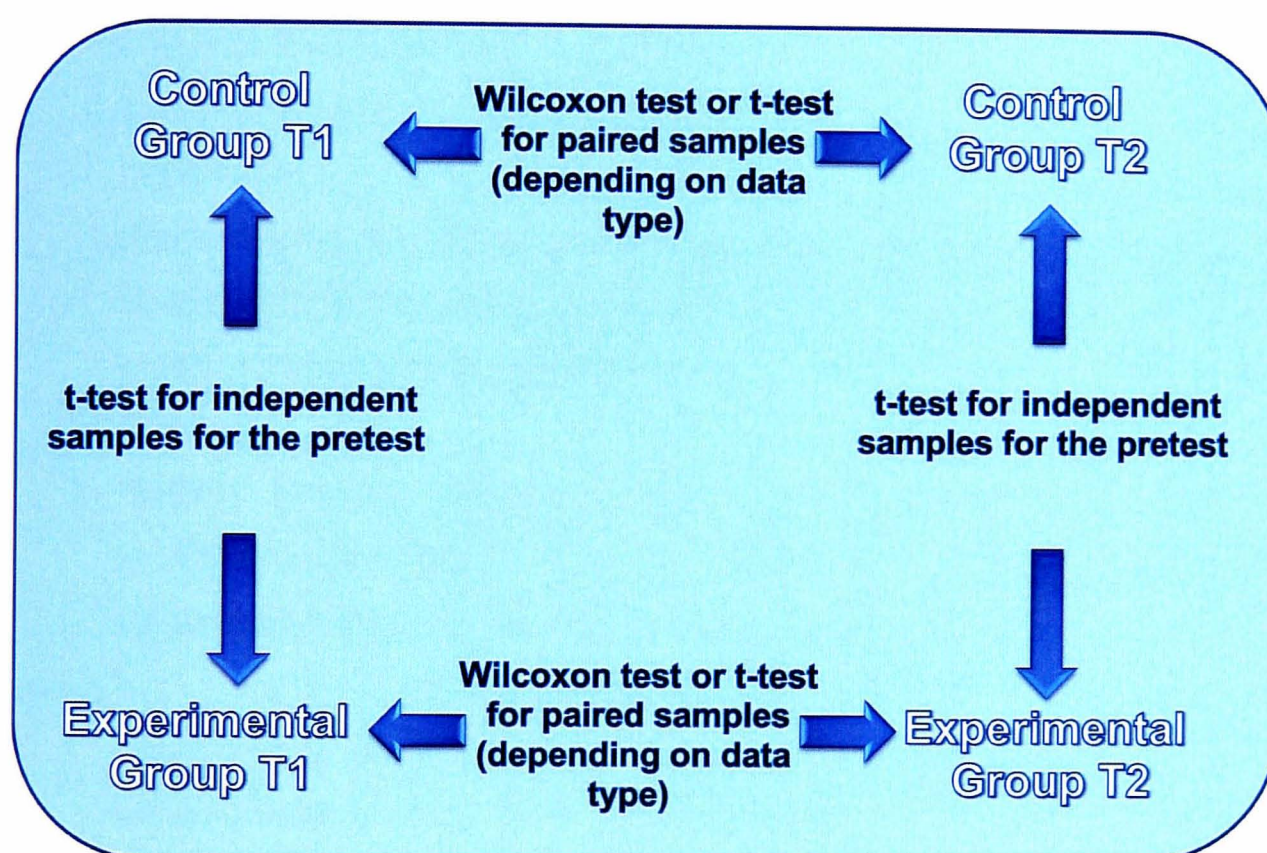 Control
Group T1
Wilcoxon test or t-test
for paired samples
(depending on data
type)
Control
Group T2
t-test for independent
samples for the pretest
t-test for independent
samples for the pretest
Experimental
Group T1
Wilcoxon test or t-test
for paired samples
(depending on data
type)
Experimental
Group T2